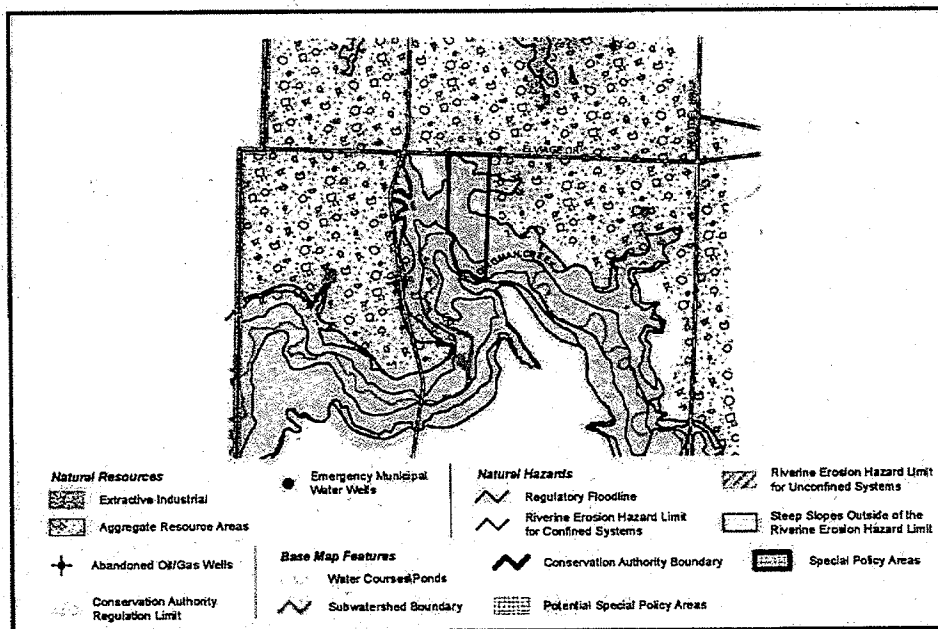 Natural Resources
Extractive Industrial
Aggregate Resource Areas
Abandoned Oil/Gas Wells
Conservation Authority
Regulation Limit
Emergency Municipal
Water Wells
Base Map Features
Water Courses/Ponds
Subwatershed Boundary
Natural Hazards
Regulatory Floodline
Riverine Erosion Hazard Limit
for Confined Systems
Conservation Authority Boundary
Potential Special Policy Areas
Riverine Erosion Hazard Limit
for Unconfined Systems
Steep Slopes Outside of the
Riverine Erosion Hazard Limit
Special Policy Areas